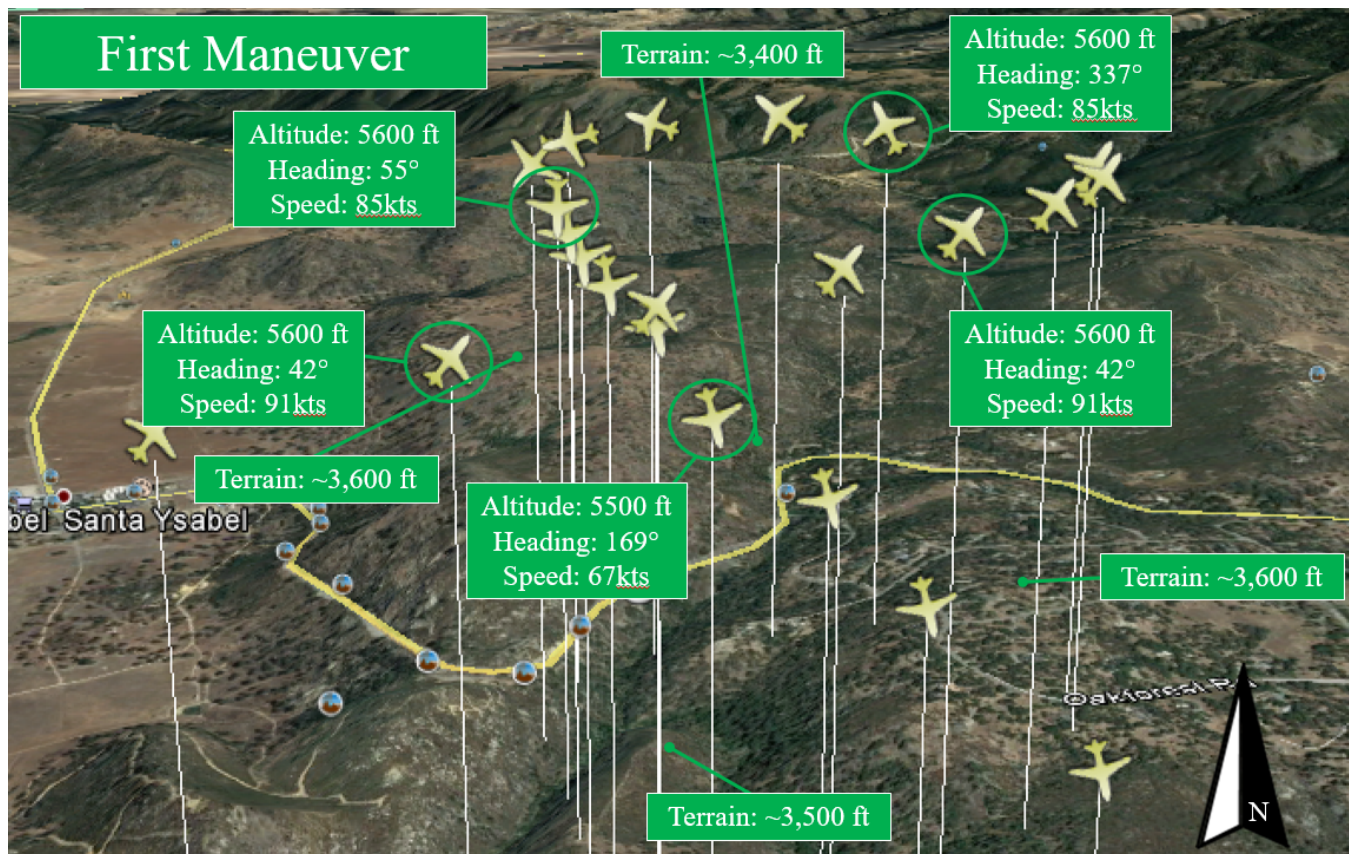 First Maneuver
Terrain: ~3,400 ft
Altitude: 5600 ft
Heading: 337°
Speed: 85kts
Altitude: 5600 ft
Heading: 55°
Speed: 85kts
Altitude: 5600 ft
Heading: 42°
Speed: 91kts
Altitude: 5600 ft
Heading: 42°
Speed: 91kts
Terrain: ~3,600 ft
Altitude: 5500 ft
Heading: 169°
Speed: 67kts
bel Santa Ysabel
Terrain: ~3,600 ft
Oakforest
Terrain: ~3,500 ft
N